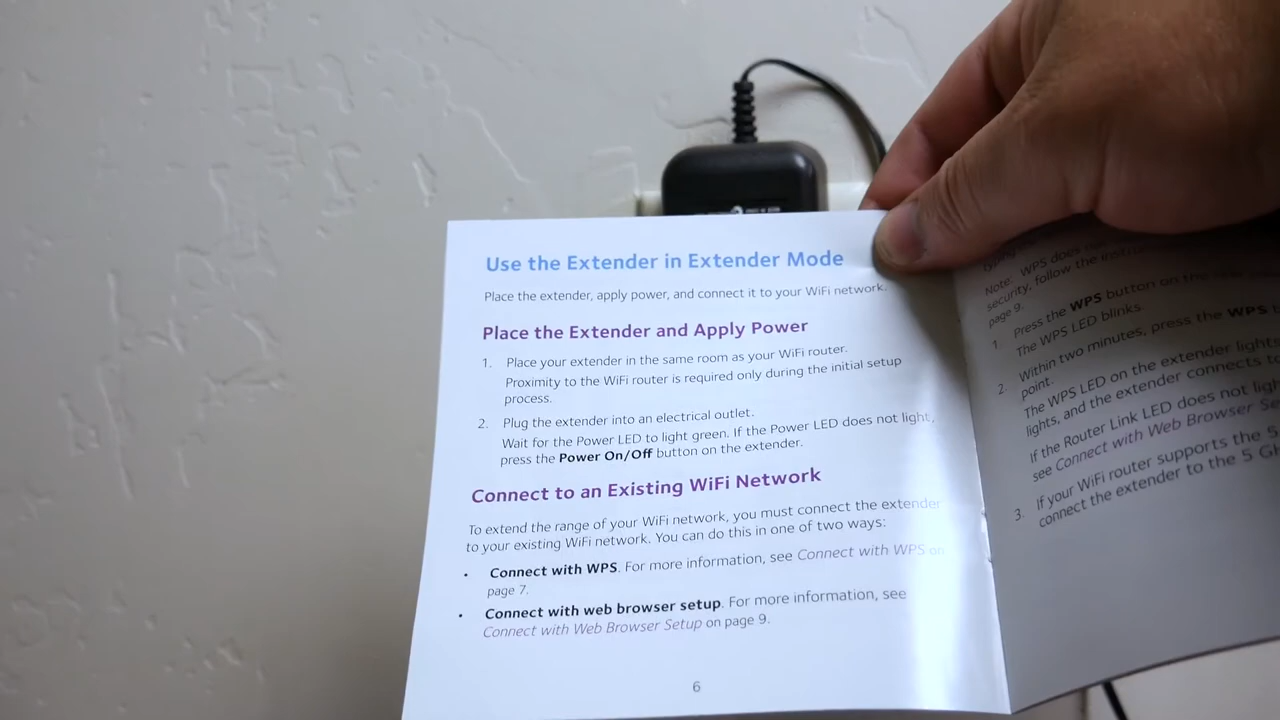 Use the Extender in Extender Mode
Place the extender, apply power, and connect it to your WiFi network.
Place the Extender and Apply Power
1. Place your extender in the same room as your WiFi router.
Proximity to the WiFi router is required only during the initial setup
process.
2. Plug the extender into an electrical outlet.
Wait for the Power LED to light green. If the Power LED does not light,
press the Power On/Off button on the extender.
Connect to an Existing WiFi Network
To extend the range of your WiFi network, you must connect the extender
to your existing WiFi network. You can do this in one of two ways:
• Connect with WPS. For more information, see Connect with WPS on
page 7.
• Connect with web browser setup. For more information, see
Connect with Web Browser Setup on page 9.
6
typing
Note: WPS does
security, follow the
page 9.
1. Press the WPS button on the
The WPS LED blinks.
2. Within two minutes, press the WPS
point.
The WPS LED on the extender lights
lights, and the extender connects to
If the Router Link LED does not
see Connect with Web Browser
3. If your WiFi router supports the 5
connect the extender to the 5